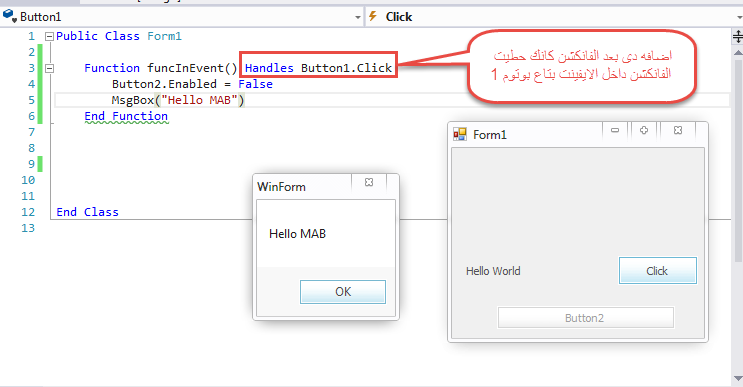 Button1
Click
1 Public Class Form1
2
3 Function funcInEvent() Handles Button1.Click
4 Button2.Enabled = False
5 MsgBox("Hello MAB")
6 End Function
7
8
9
10
11
12 End Class
13
اضافه دى بعد الفانكشن كانك حطيت
الفانكشن داخل الايفينت بتاع بوتوم 1
WinForm
Hello MAB
OK
Form1
Hello World
Click
Button2